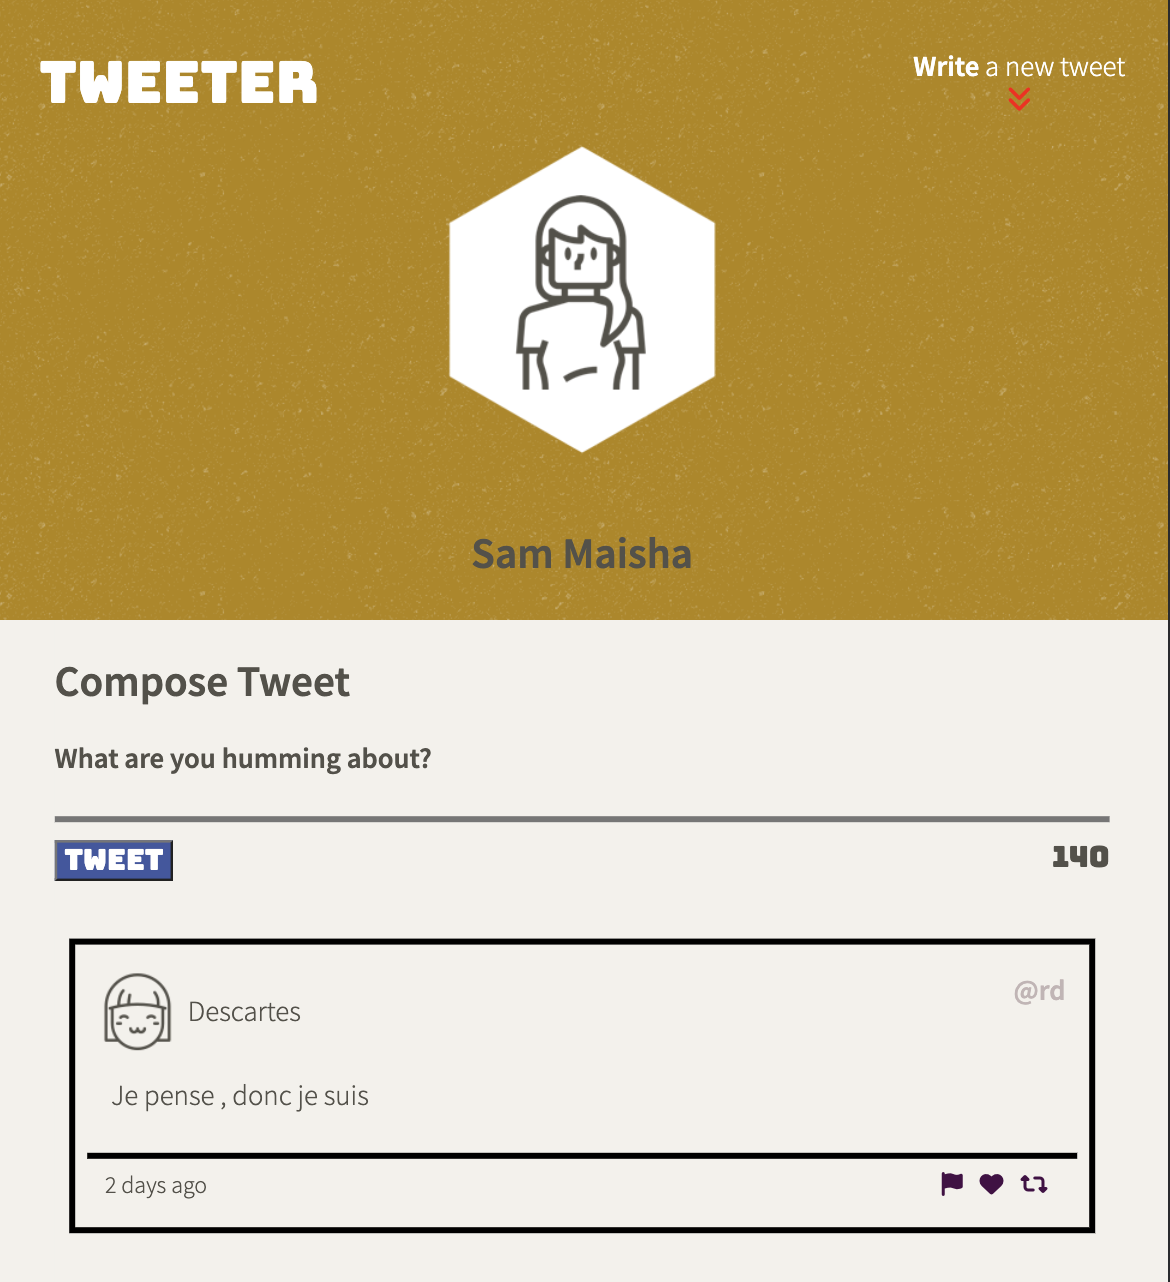 TWEETER
Write a new tweet
Sam Maisha
Compose Tweet
What are you humming about?
TWEET
140
Descartes
@rd
Je pense , donc je suis
2 days ago